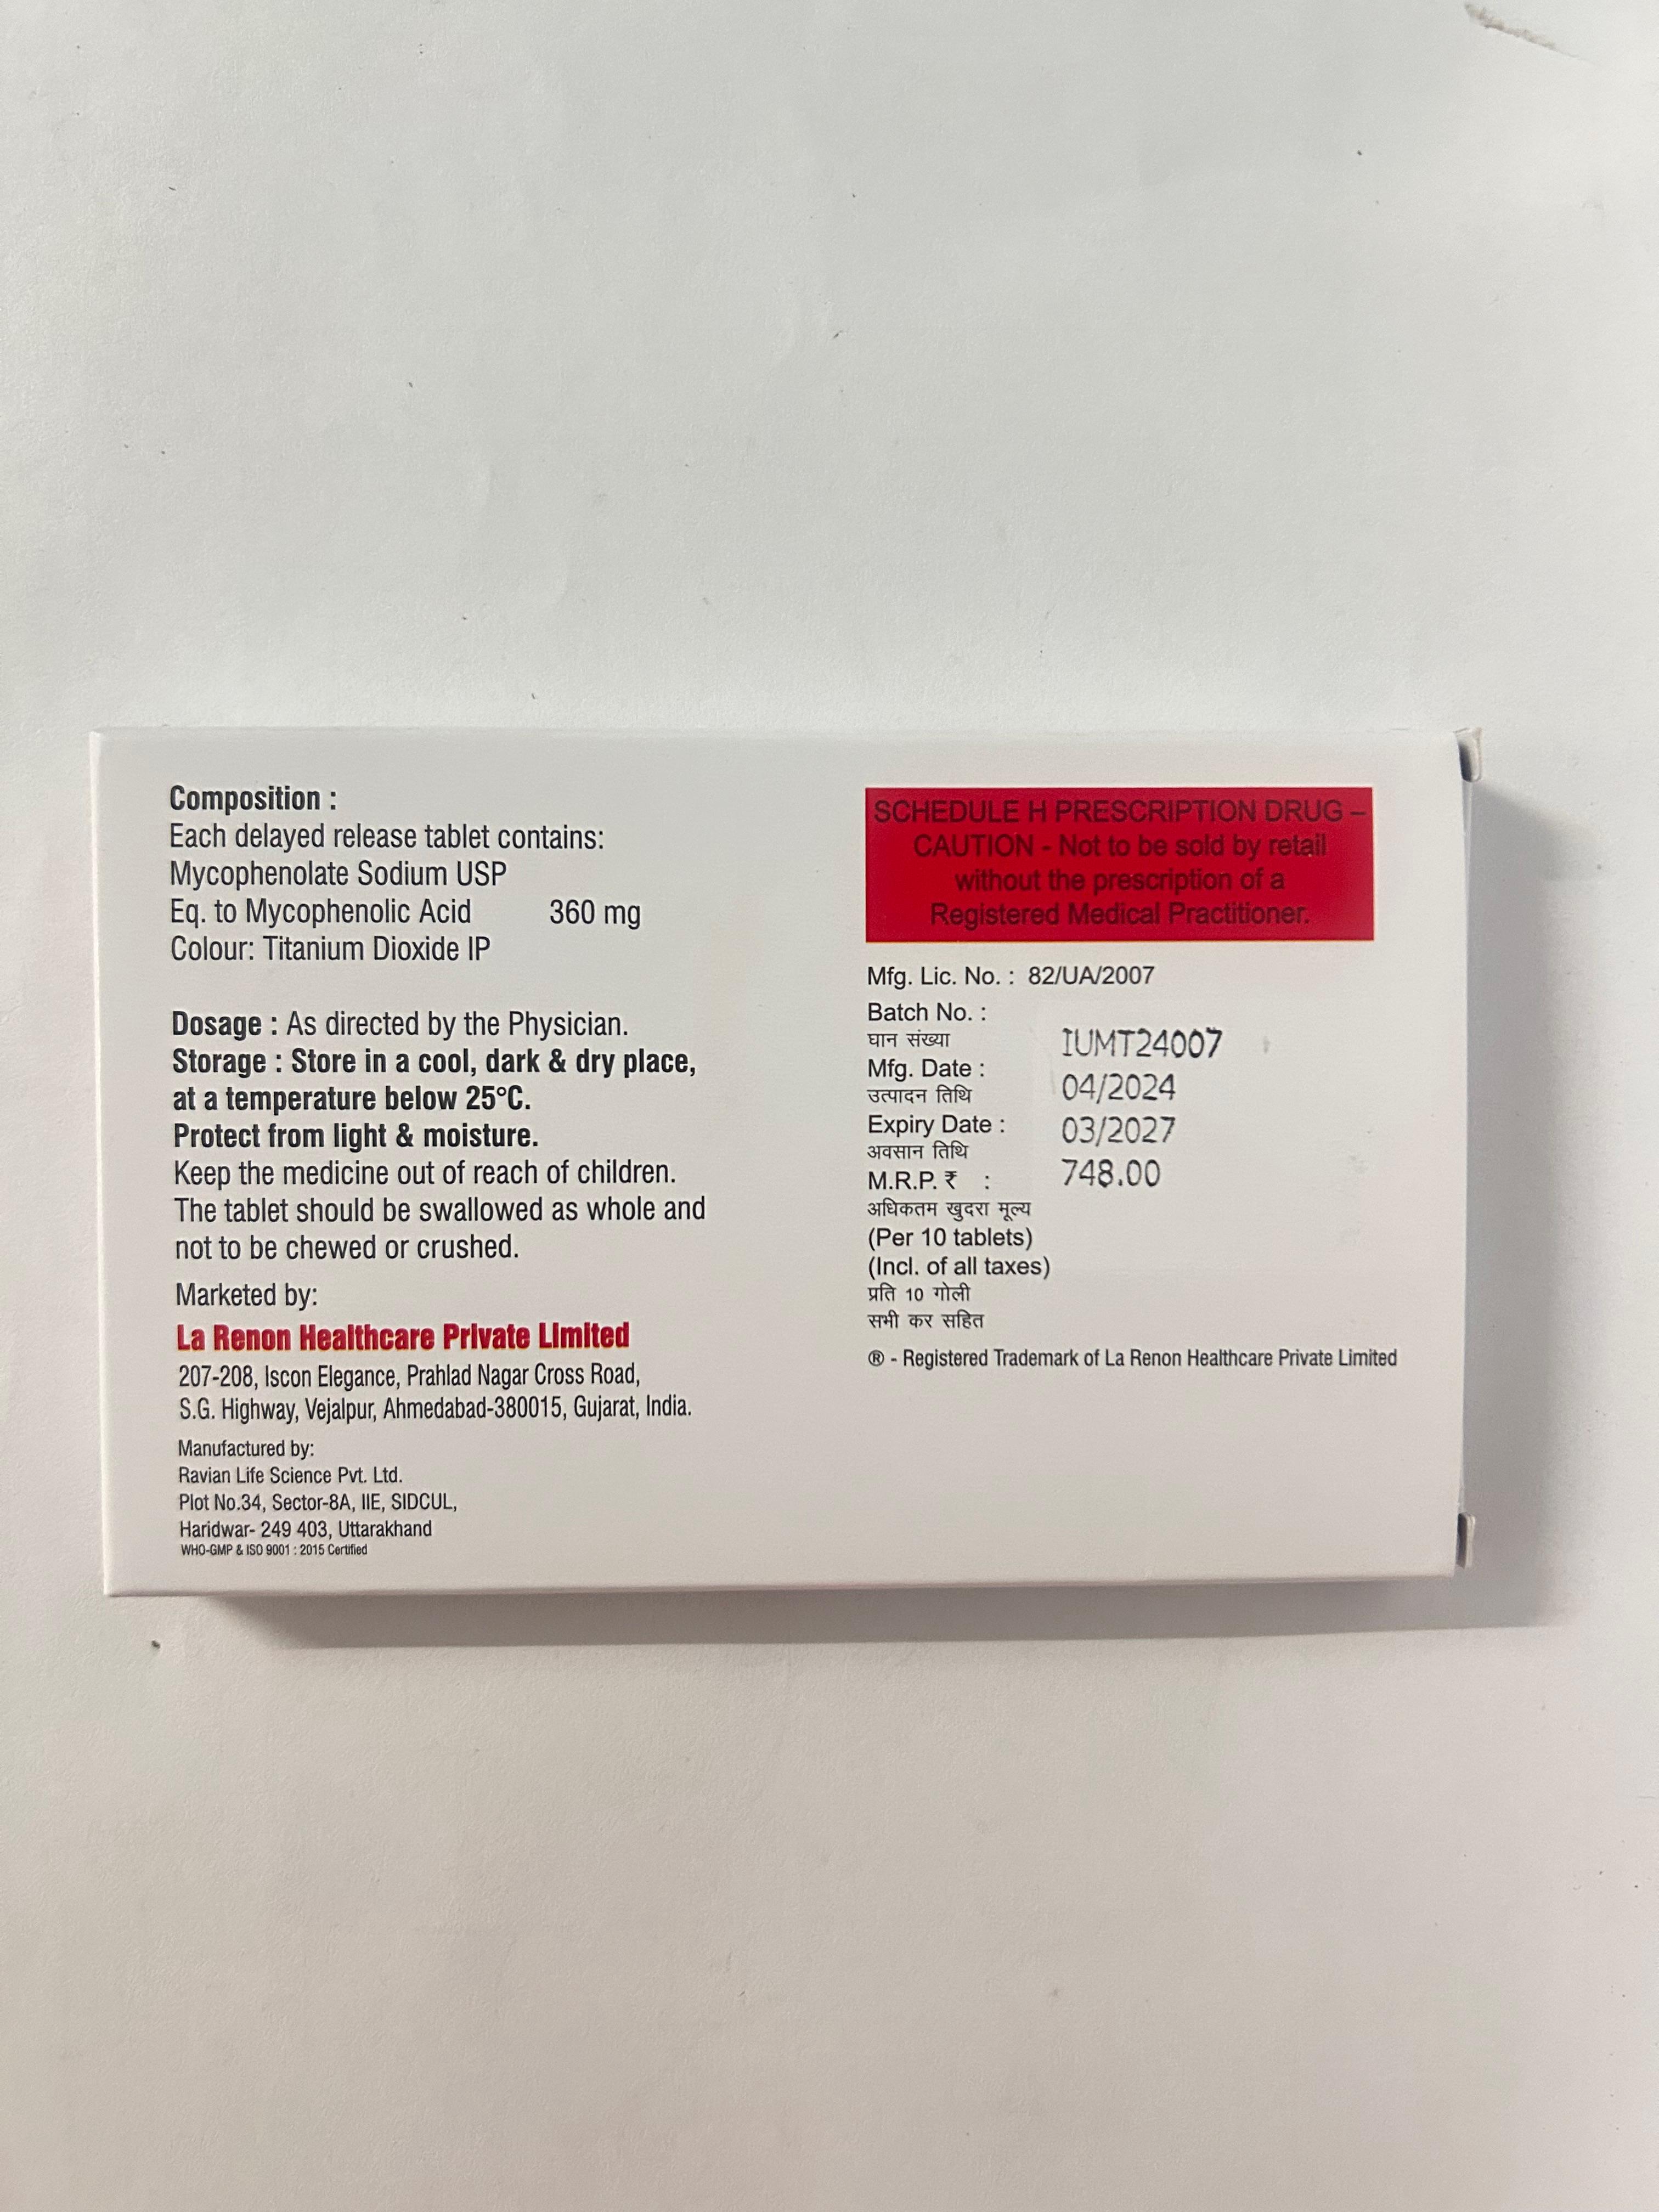 Composition :
Each delayed release tablet contains:
Mycophenolate Sodium USP
Eq. to Mycophenolic Acid 360 mg
Colour: Titanium Dioxide IP
Dosage : As directed by the Physician.
Storage : Store in a cool, dark & dry place,
at a temperature below 25°C.
Protect from light & moisture.
Keep the medicine out of reach of children.
The tablet should be swallowed as whole and
not to be chewed or crushed.
Marketed by:
La Renon Healthcare Private Limited
207-208, Iscon Elegance, Prahlad Nagar Cross Road,
S.G. Highway, Vejalpur, Ahmedabad-380015, Gujarat, India.
Manufactured by:
Ravian Life Science Pvt. Ltd.
Plot No.34, Sector-8A, IIE, SIDCUL,
Haridwar- 249 403, Uttarakhand
WHO-GMP & ISO 9001 : 2015 Certified
SCHEDULE H PRESCRIPTION DRUG –
CAUTION - Not to be sold by retail
without the prescription of a
Registered Medical Practitioner.
Mfg. Lic. No. : 82/UA/2007
Batch No. :
घान संख्या IUMT24007
Mfg. Date : 04/2024
उत्पादन तिथि
Expiry Date : 03/2027
अवसान तिथि
M.R.P. ₹ : 748.00
अधिकतम खुदरा मूल्य
(Per 10 tablets)
(Incl. of all taxes)
प्रति 10 गोली
सभी कर सहित
® - Registered Trademark of La Renon Healthcare Private Limited